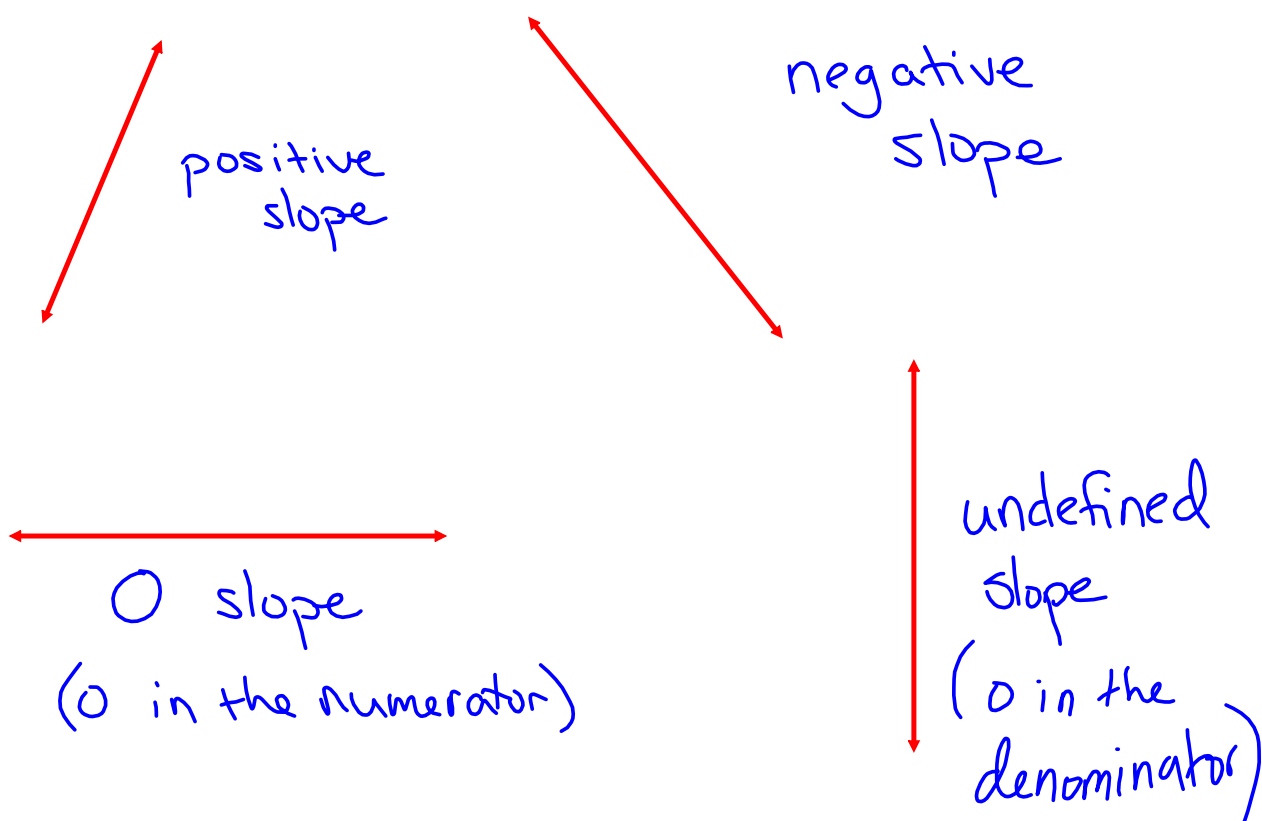 positive
slope
negative
slope
0 slope
(0 in the numerator)
undefined
slope
(0 in the
denominator)